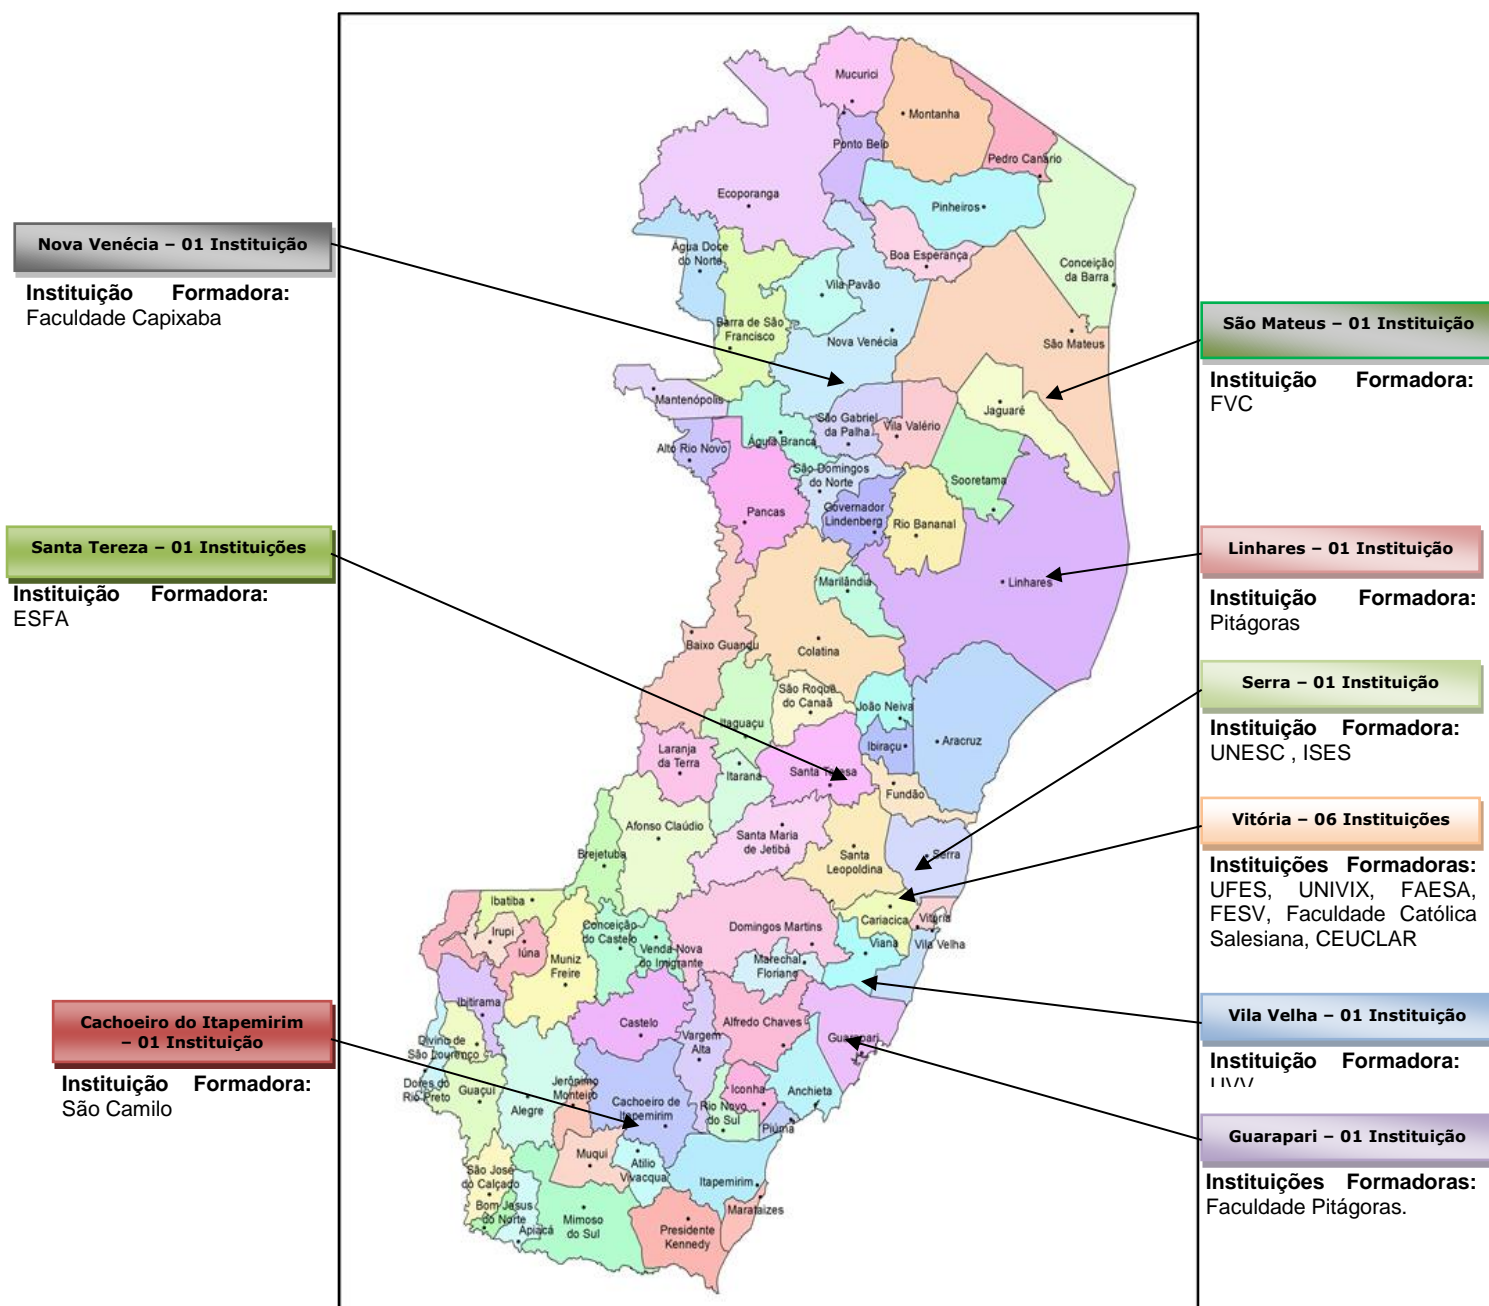 Nova Venécia – 01 Instituição
Instituição Formadora:
Faculdade Capixaba
Santa Tereza – 01 Instituições
Instituição Formadora:
ESFA
Cachoeiro do Itapemirim
– 01 Instituição
Instituição Formadora:
São Camilo
Mucurici
Montanha
Ponto Belo
Pedro Canário
Ecoporanga
Pinheiros
Água Doce
do Norte
Boa Esperança
Conceição
da Barra
Vila Pavão
Barra de São
Francisco
Nova Venécia
São Mateus
Mantenópolis
São Gabriel
da Palha
Vila Valério
Jaguaré
Alto Rio Novo
Águia Branca
São Domingos
do Norte
Sooretama
Pancas
Governador
Lindenberg
Rio Bananal
Marilândia
Linhares
Baixo Guandu
Colatina
São Roque
do Canaã
João Neiva
Itaguaçu
Ibiraçu
Aracruz
Laranja
da Terra
Itarana
Santa Teresa
Fundão
Afonso Cláudio
Santa Maria
de Jetibá
Brejetuba
Santa
Leopoldina
Serra
Ibatiba
Irupi
Iúna
Conceição
do Castelo
Venda Nova
do Imigrante
Domingos Martins
Cariacica
Vitória
Viana
Vila Velha
Muniz
Freire
Marechal
Floriano
Ibitirama
Castelo
Vargem
Alta
Alfredo Chaves
Guarapari
Divino de
São Lourenço
Dores do
Rio Preto
Guaçuí
Alegre
Jerônimo
Monteiro
Cachoeiro de
Itapemirim
Iconha
Rio Novo
do Sul
Anchieta
Piúma
Muqui
Atilio
Vivacqua
Itapemirim
São José
do Calçado
Bom Jesus
do Norte
Apiacá
Mimoso
do Sul
Marataizes
Presidente
Kennedy
São Mateus – 01 Instituição
Instituição Formadora:
FVC
Linhares – 01 Instituição
Instituição Formadora:
Pitágoras
Serra – 01 Instituição
Instituição Formadora:
UNESC , ISES
Vitória – 06 Instituições
Instituições Formadoras:
UFES, UNIVIX, FAESA,
FESV, Faculdade Católica
Salesiana, CEUCLAR
Vila Velha – 01 Instituição
Instituição Formadora:
UVV
Guarapari – 01 Instituição
Instituições Formadoras:
Faculdade Pitágoras.